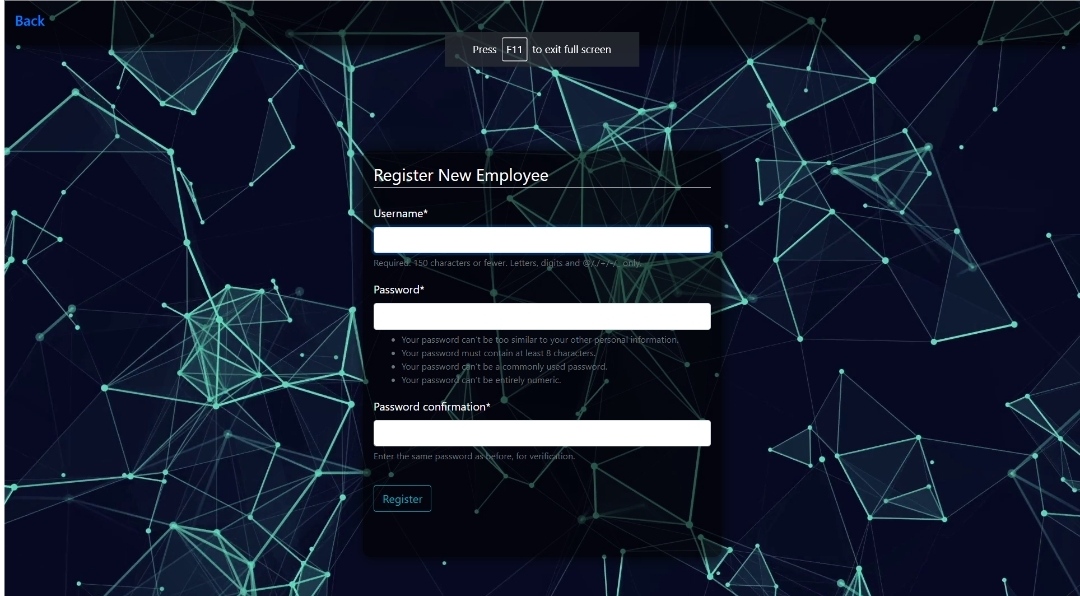 Back
Press F11 to exit full screen
Register New Employee
Username*
Required. 150 characters or fewer. Letters, digits and @/./+/-/_ only.
Password*
Your password can't be too similar to your other personal information.
Your password must contain at least 8 characters.
Your password can't be a commonly used password.
Your password can't be entirely numeric.
Password confirmation*
Enter the same password as before, for verification.
Register